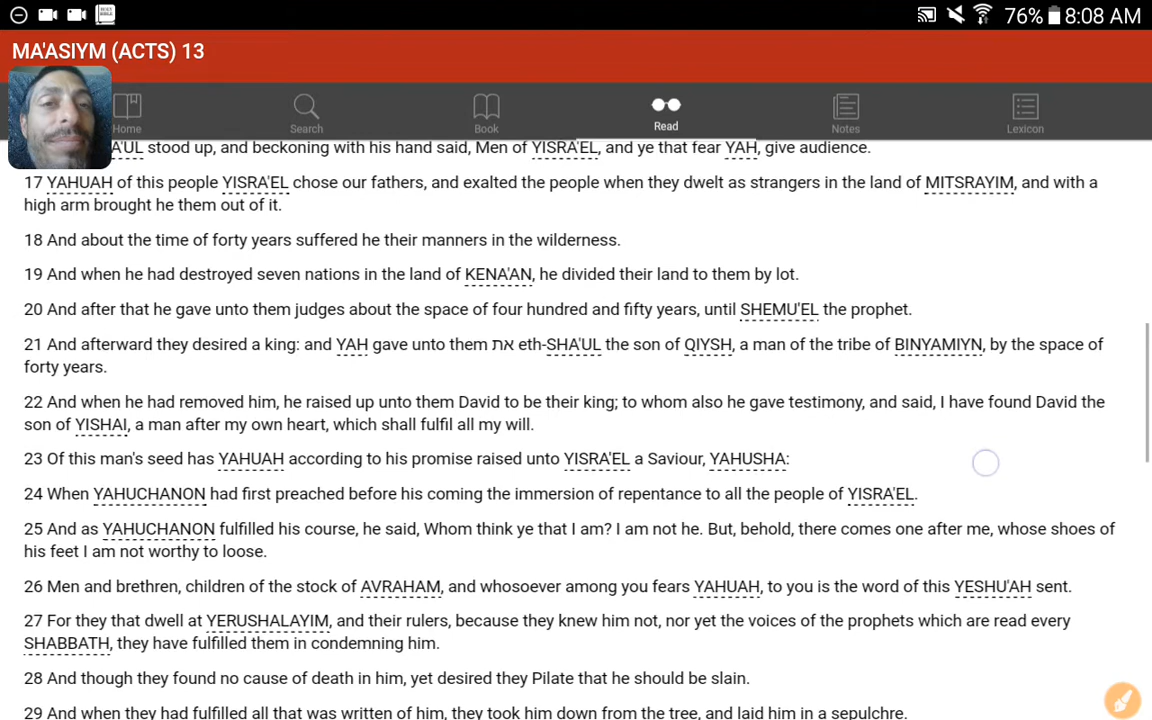 76% 8:08 AM
MA'ASIYM (ACTS) 13
Home Search Book Read Notes Lexicon
A'UL stood up, and beckoning with his hand said, Men of YISRA'EL, and ye that fear YAH, give audience.
17 YAHUAH of this people YISRA'EL chose our fathers, and exalted the people when they dwelt as strangers in the land of MITSRAYIM, and with a
high arm brought he them out of it.
18 And about the time of forty years suffered he their manners in the wilderness.
19 And when he had destroyed seven nations in the land of KENA'AN, he divided their land to them by lot.
20 And after that he gave unto them judges about the space of four hundred and fifty years, until SHEMU'EL the prophet.
21 And afterward they desired a king: and YAH gave unto them את eth-SHA'UL the son of QIYSH, a man of the tribe of BINYAMIYN, by the space of
forty years.
22 And when he had removed him, he raised up unto them David to be their king; to whom also he gave testimony, and said, I have found David the
son of YISHAI, a man after my own heart, which shall fulfil all my will.
23 Of this man's seed has YAHUAH according to his promise raised unto YISRA'EL a Saviour, YAHUSHA:
24 When YAHUCHANON had first preached before his coming the immersion of repentance to all the people of YISRA'EL.
25 And as YAHUCHANON fulfilled his course, he said, Whom think ye that I am? I am not he. But, behold, there comes one after me, whose shoes of
his feet I am not worthy to loose.
26 Men and brethren, children of the stock of AVRAHAM, and whosoever among you fears YAHUAH, to you is the word of this YESHU'AH sent.
27 For they that dwell at YERUSHALAYIM, and their rulers, because they knew him not, nor yet the voices of the prophets which are read every
SHABBATH, they have fulfilled them in condemning him.
28 And though they found no cause of death in him, yet desired they Pilate that he should be slain.
29 And when they had fulfilled all that was written of him, they took him down from the tree, and laid him in a sepulchre.